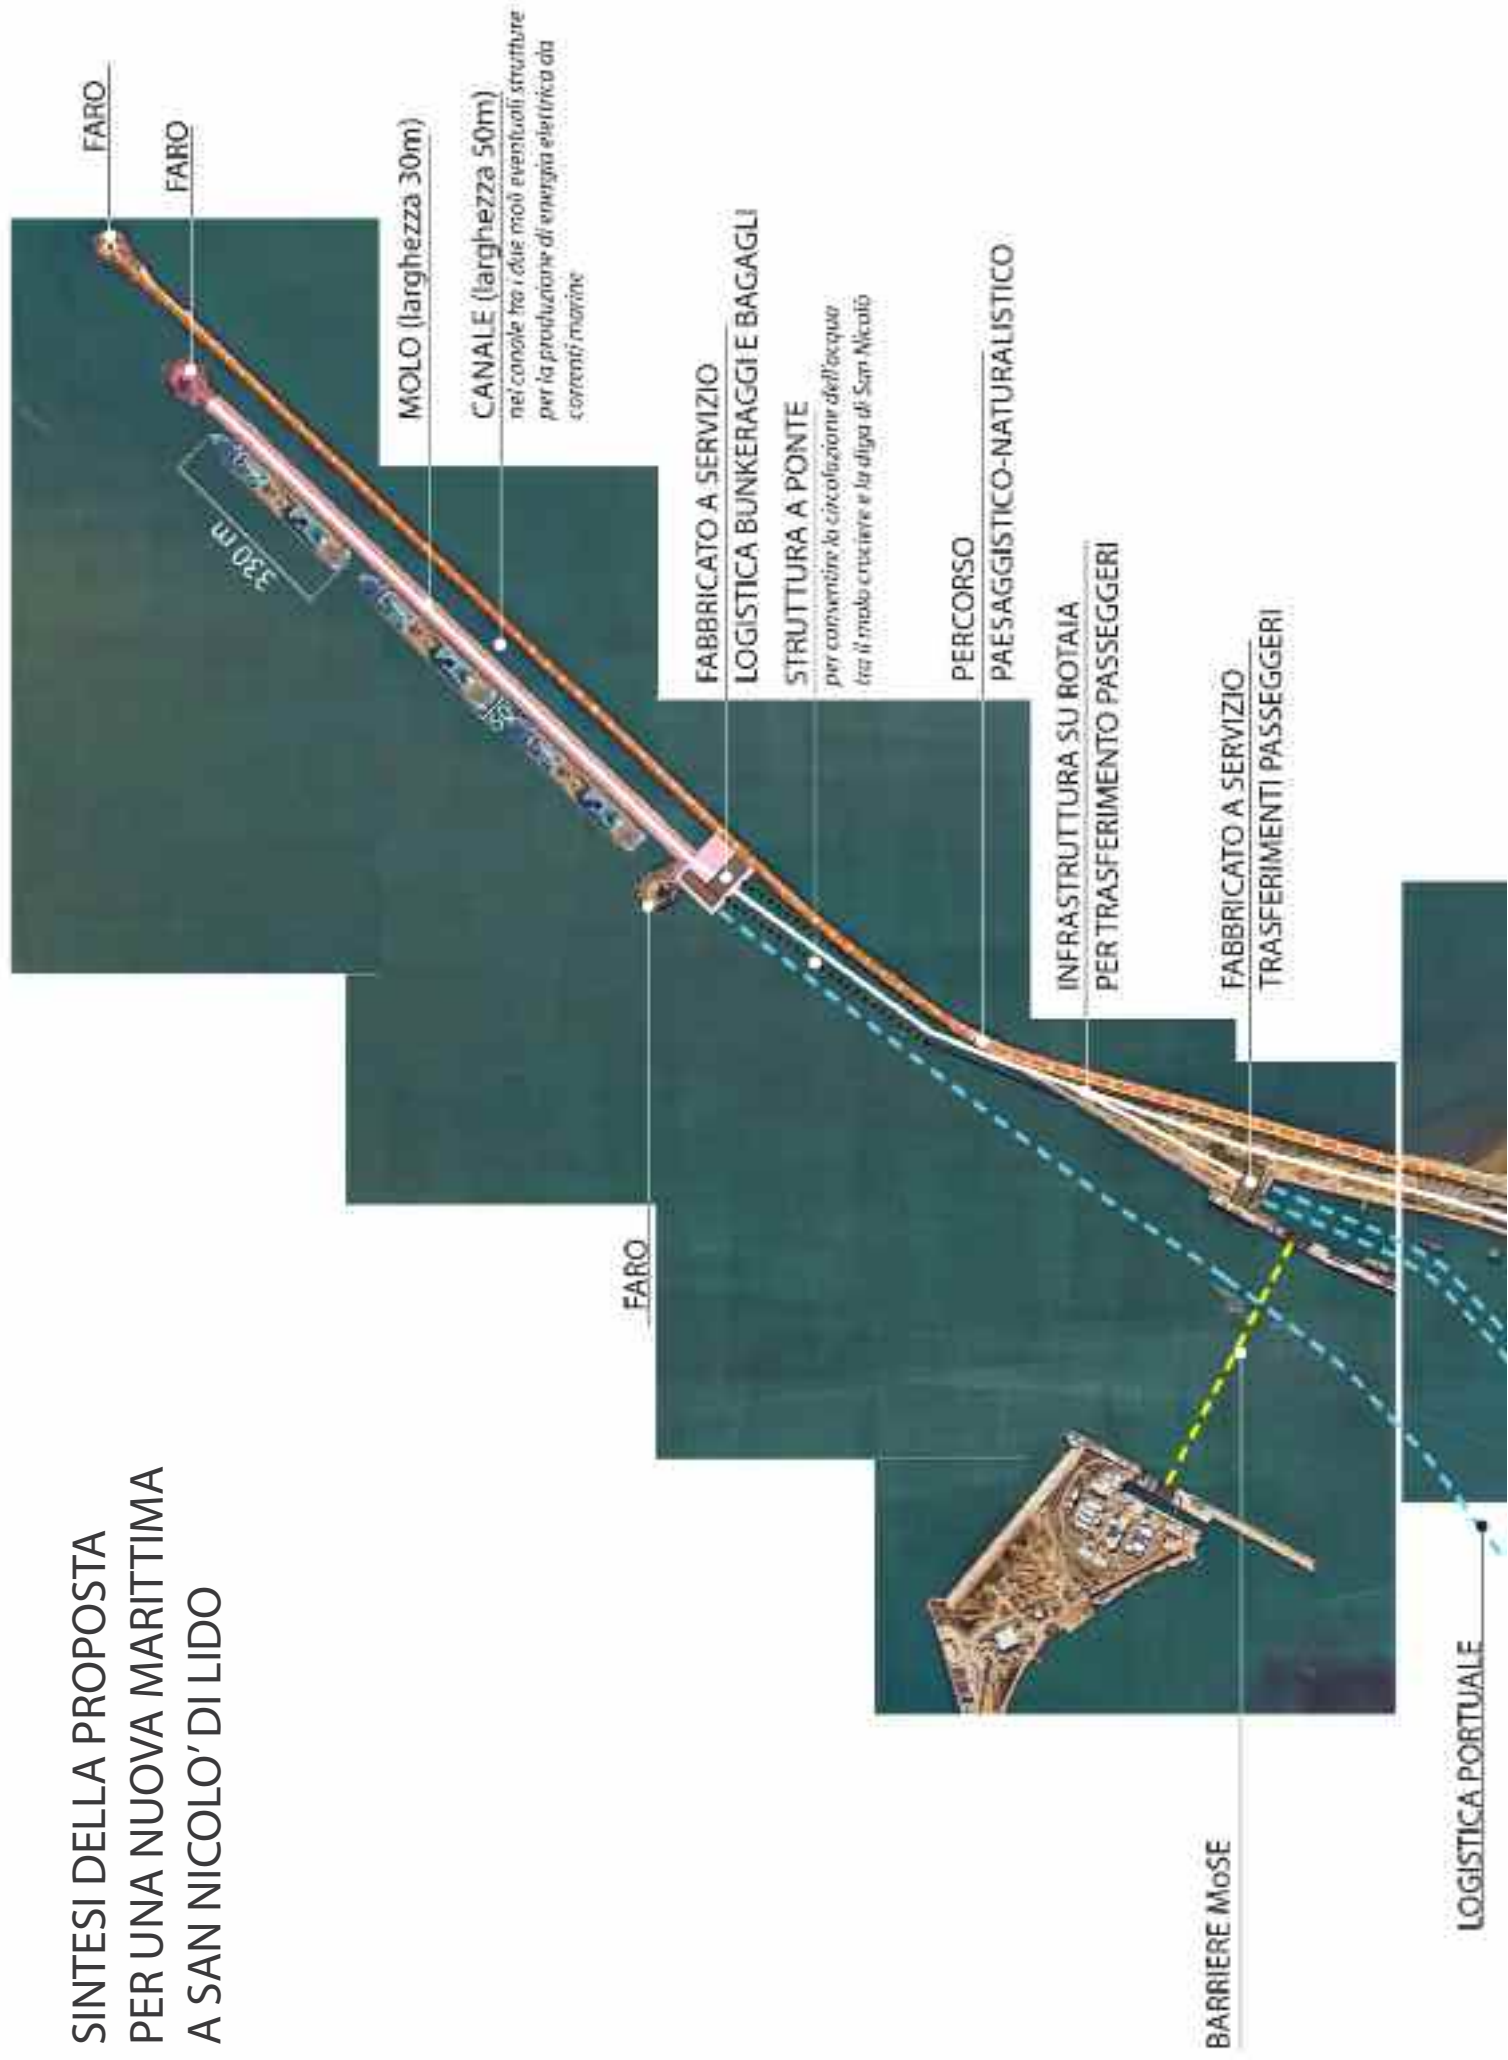 SINTESI DELLA PROPOSTA
PER UNA NUOVA MARITTIMA
A SAN NICOLO' DI LIDO
FARO
FARO
330 m
MOLO (larghezza 30m)
CANALE (larghezza 50m)
nel canale tra i due moli eventuali strutture
per la produzione di energia elettrica da
correnti marine
FABBRICATO A SERVIZIO
LOGISTICA BUNKERAGGI E BAGAGLI
STRUTTURA A PONTE
per consentire la circolazione dell'acqua
tra il molo crociere e la diga di San Nicolò
FARO
PERCORSO
PAESAGGISTICO-NATURALISTICO
INFRASTRUTTURA SU ROTAIA
PER TRASFERIMENTO PASSEGGERI
FABBRICATO A SERVIZIO
TRASFERIMENTI PASSEGGERI
BARRIERE MoSE
LOGISTICA PORTUALE